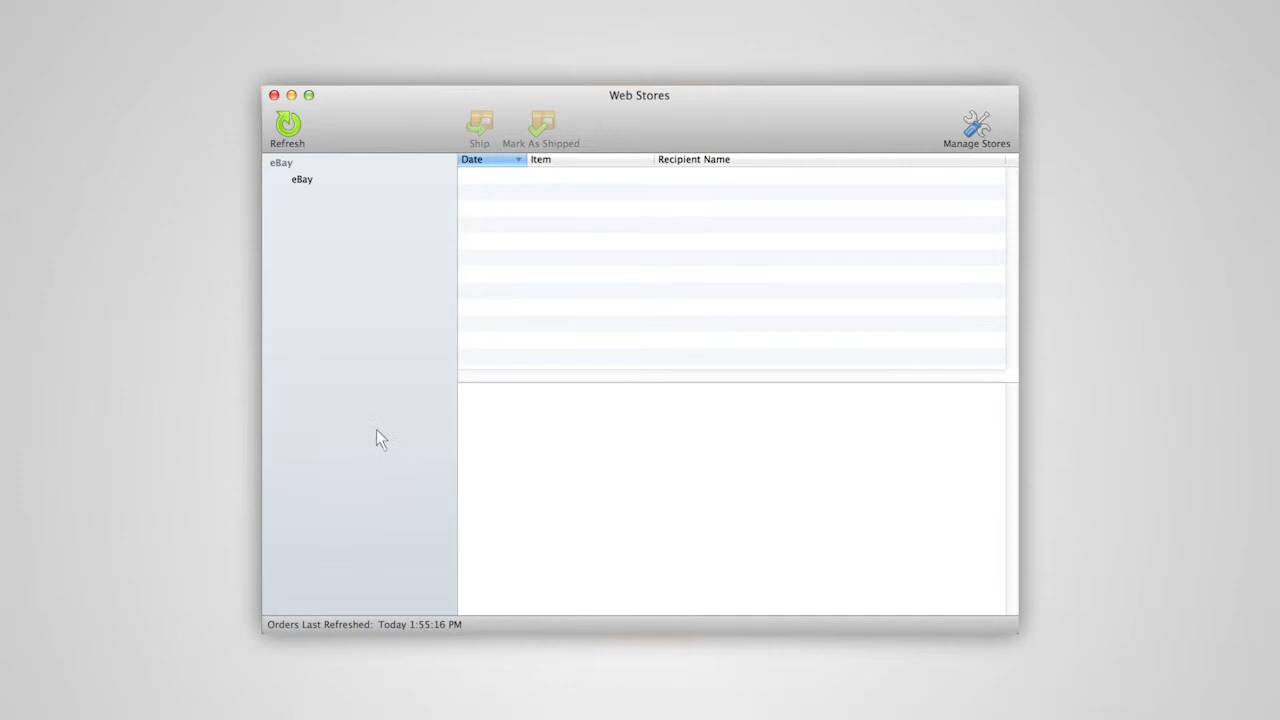 Web Stores
Refresh
Ship
Mark As Shipped
Manage Stores
eBay
eBay
Date
Item
Recipient Name
Orders Last Refreshed: Today 1:55:16 PM